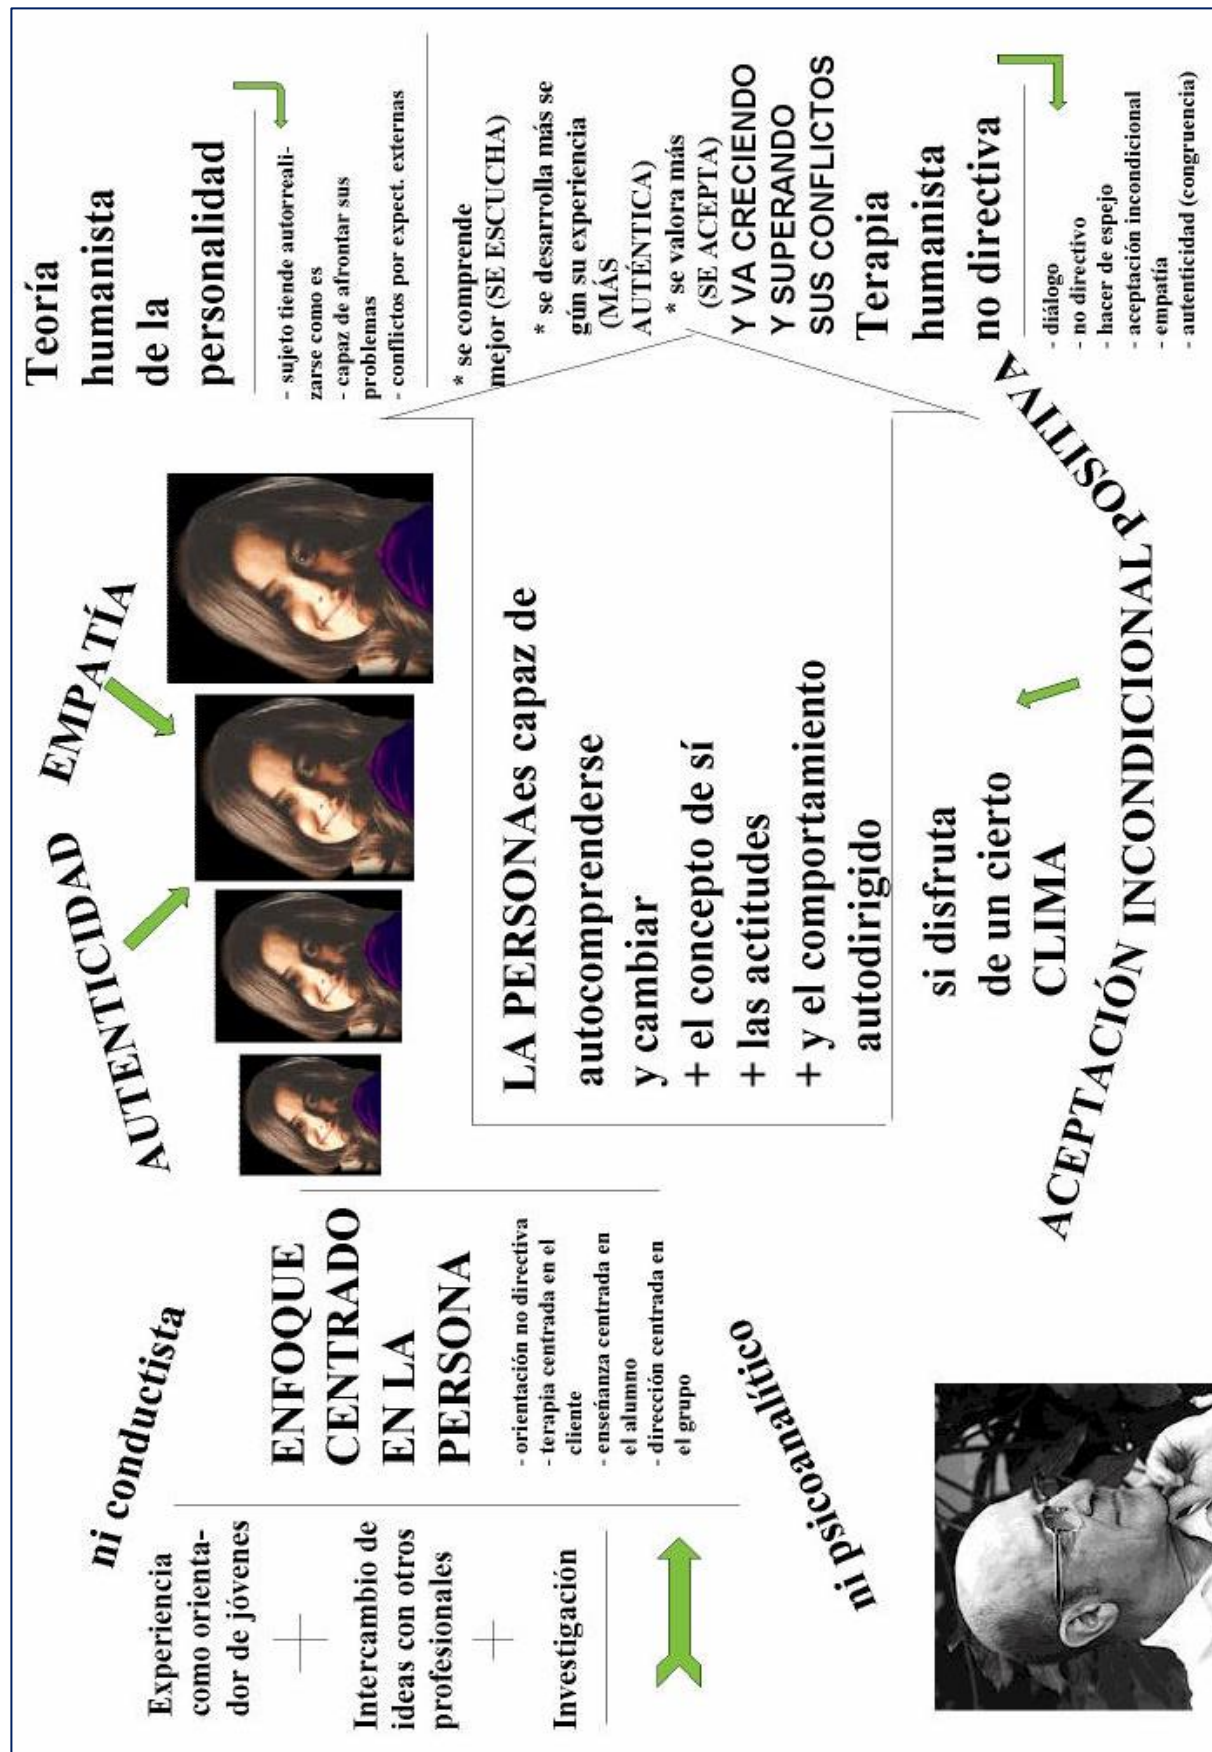 ni conductista
Experiencia
como orienta-
dor de jóvenes
+
Intercambio de
ideas con otros
profesionales
+
Investigación
ni psicoanalítico
ENFOQUE
CENTRADO
EN LA
PERSONA
- orientación no directiva
- terapia centrada en el
cliente
- enseñanza centrada en
el alumno
- dirección centrada en
el grupo
AUTENTICIDAD
EMPATÍA
LA PERSONAes capaz de
autocomprenderse
y cambiar
+ el concepto de sí
+ las actitudes
+ y el comportamiento
autodirigido
si disfruta
de un cierto
CLIMA
ACEPTACIÓN INCONDICIONAL POSITIVA
Teoría
humanista
de la
personalidad
- sujeto tiende autorreali-
zarse como es
- capaz de afrontar sus
problemas
- conflictos por expect. externas
* se comprende
mejor (SE ESCUCHA)
* se desarrolla más se
gún su experiencia
(MÁS
AUTÉNTICA)
* se valora más
(SE ACEPTA)
Y VA CRECIENDO
Y SUPERANDO
SUS CONFLICTOS
Terapia
humanista
no directiva
- diálogo
- no directivo
- hacer de espejo
- aceptación incondicional
- empatía
- autenticidad (congruencia)